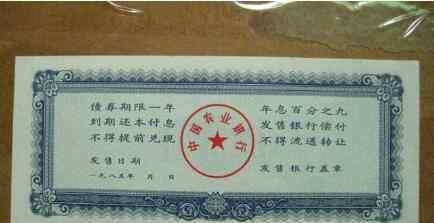 债券期限一年
到期还本付息
不得提前兑现
发售日期
一九八五年 月 日
中国农业银行
年息百分之九
发售银行偿付
不得流通转让
发售银行盖章